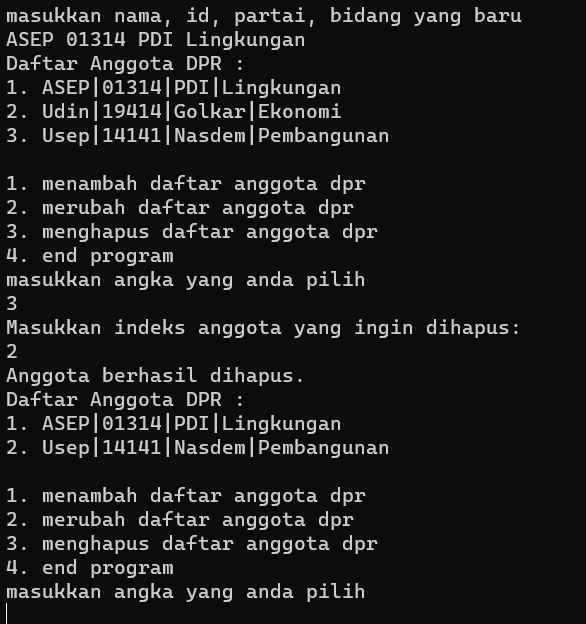 masukkan nama, id, partai, bidang yang baru
ASEP 01314 PDI Lingkungan
Daftar Anggota DPR :
1. ASEP|01314|PDI|Lingkungan
2. Udin|19414|Golkar|Ekonomi
3. Usep|14141|Nasdem|Pembangunan
1. menambah daftar anggota dpr
2. merubah daftar anggota dpr
3. menghapus daftar anggota dpr
4. end program
masukkan angka yang anda pilih
3
Masukkan indeks anggota yang ingin dihapus:
2
Anggota berhasil dihapus.
Daftar Anggota DPR :
1. ASEP|01314|PDI|Lingkungan
2. Usep|14141|Nasdem|Pembangunan
1. menambah daftar anggota dpr
2. merubah daftar anggota dpr
3. menghapus daftar anggota dpr
4. end program
masukkan angka yang anda pilih